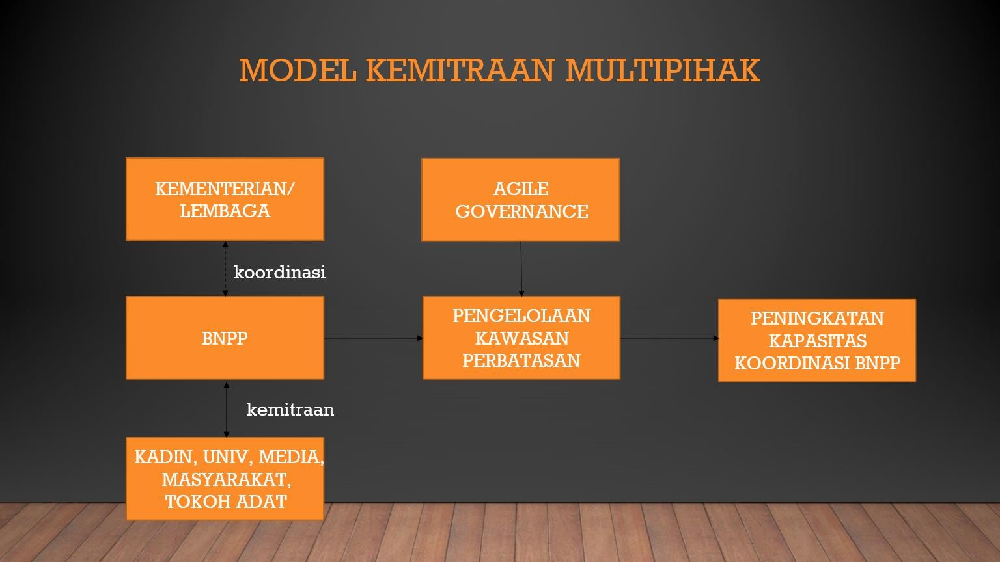 MODEL KEMITRAAN MULTIPIHAK
KEMENTERIAN/
LEMBAGA
AGILE
GOVERNANCE
koordinasi
BNPP
PENGELOLAAN
KAWASAN
PERBATASAN
PENINGKATAN
KAPASITAS
KOORDINASI BNPP
kemitraan
KADIN, UNIV, MEDIA,
MASYARAKAT,
TOKOH ADAT